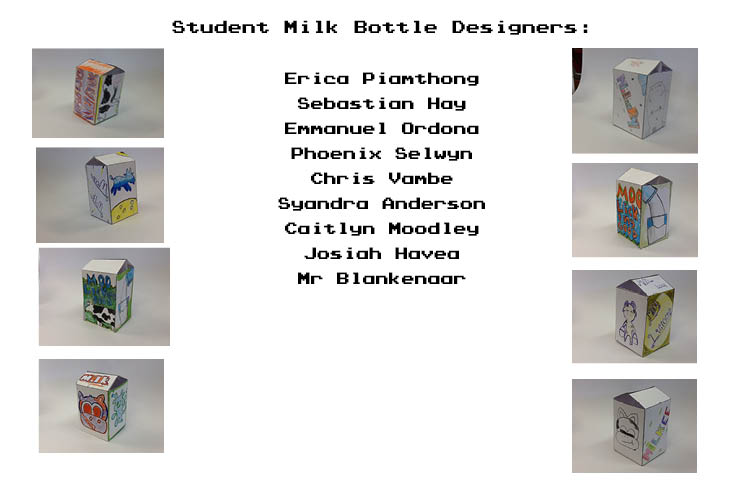 Student Milk Bottle Designers:
Erica Piamthong
Sebastian Hay
Emmanuel Ordona
Phoenix Selwyn
Chris Vambe
Syandra Anderson
Caitlyn Moodley
Josiah Havea
Mr Blankenaar
MILK